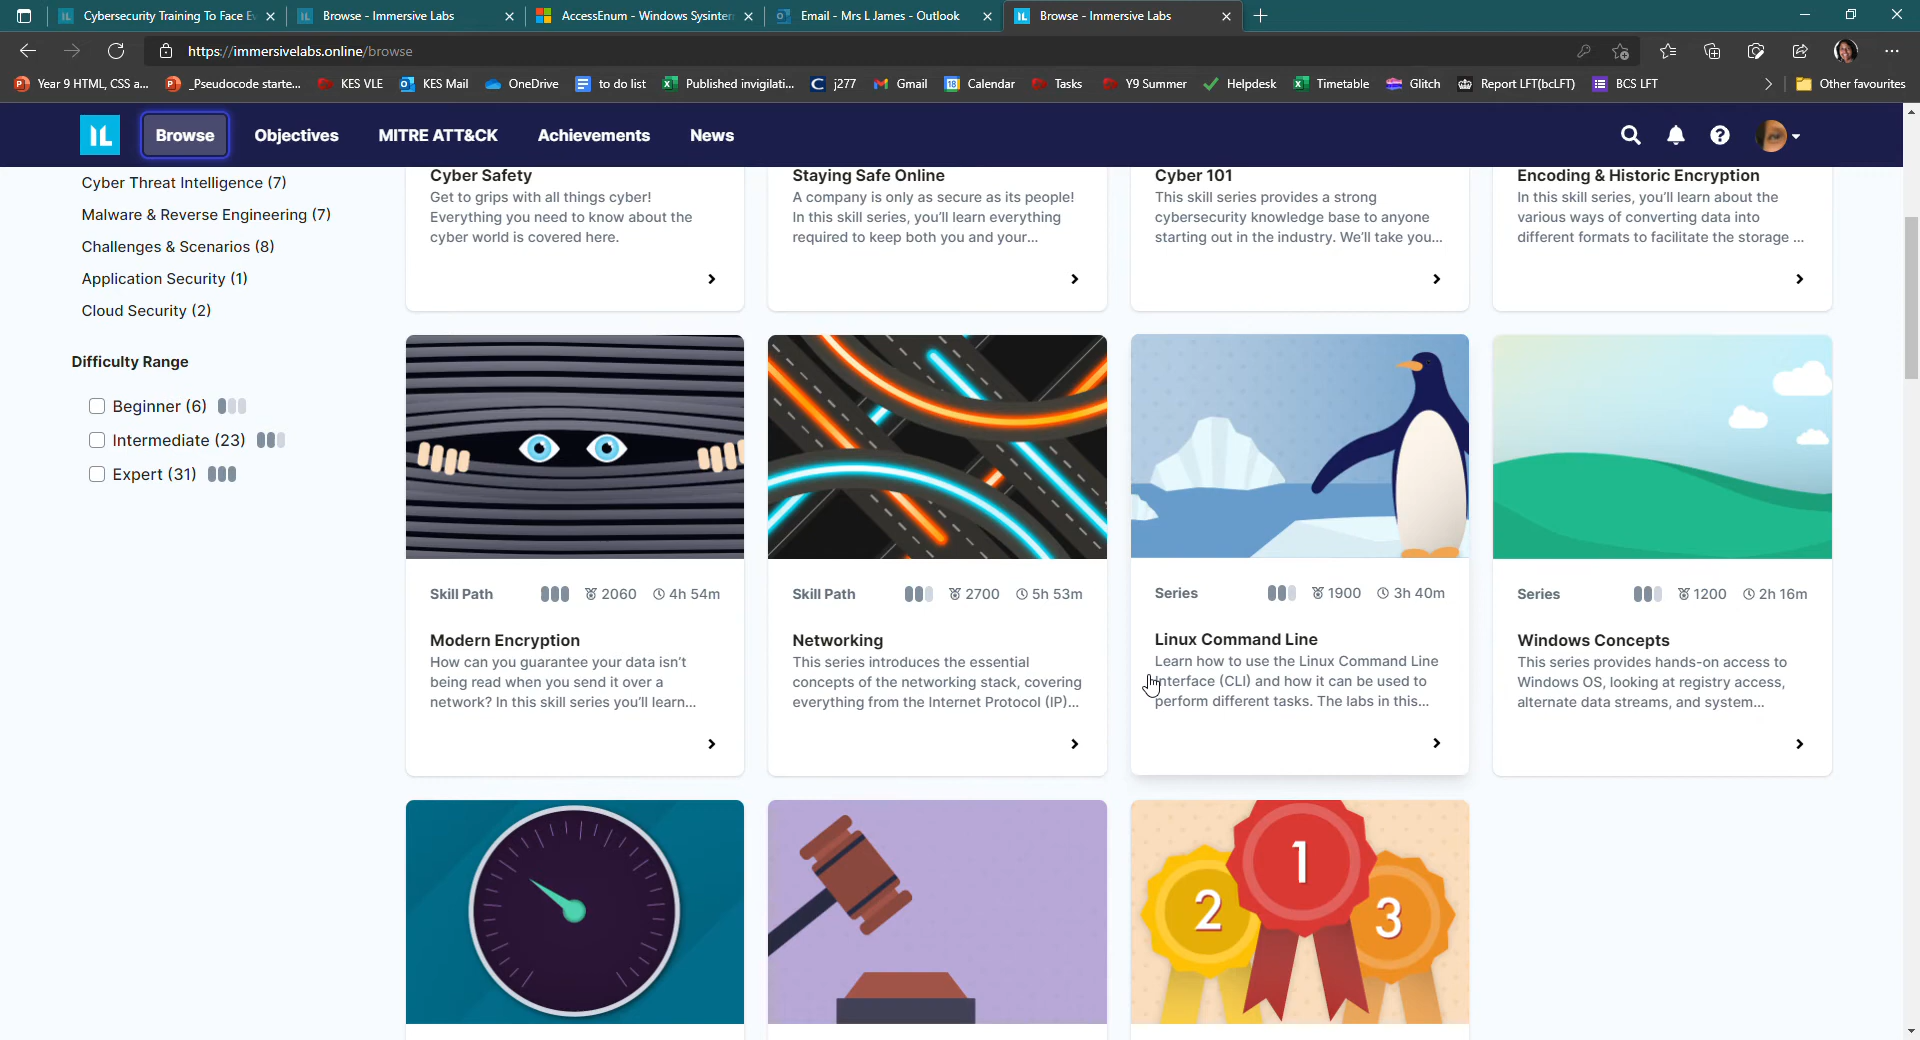 Cybersecurity Training To Face E
Browse - Immersive Labs
AccessEnum - Windows Sysinter
Email - Mrs L James - Outlook
Browse - Immersive Labs
https://immersivelabs.online/browse
Year 9 HTML, CSS a...
_Pseudocode starte...
KES VLE
KES Mail
OneDrive
to do list
Published invigilati...
j277
Gmail
Calendar
Tasks
Y9 Summer
Helpdesk
Timetable
Glitch
Report LFT(bcLFT)
BCS LFT
Other favourites
IL
Browse
Objectives
MITRE ATT&CK
Achievements
News
Cyber Threat Intelligence (7)
Malware & Reverse Engineering (7)
Challenges & Scenarios (8)
Application Security (1)
Cloud Security (2)
Difficulty Range
Beginner (6)
Intermediate (23)
Expert (31)
Cyber Safety
Get to grips with all things cyber!
Everything you need to know about the
cyber world is covered here.
Staying Safe Online
A company is only as secure as its people!
In this skill series, you'll learn everything
required to keep both you and your...
Cyber 101
This skill series provides a strong
cybersecurity knowledge base to anyone
starting out in the industry. We'll take you...
Encoding & Historic Encryption
In this skill series, you'll learn about the
various ways of converting data into
different formats to facilitate the storage ...
Skill Path 2060 4h 54m
Modern Encryption
How can you guarantee your data isn't
being read when you send it over a
network? In this skill series you'll learn...
Skill Path 2700 5h 53m
Networking
This series introduces the essential
concepts of the networking stack, covering
everything from the Internet Protocol (IP)...
Series 1900 3h 40m
Linux Command Line
Learn how to use the Linux Command Line
Interface (CLI) and how it can be used to
perform different tasks. The labs in this...
Series 1200 2h 16m
Windows Concepts
This series provides hands-on access to
Windows OS, looking at registry access,
alternate data streams, and system...
2 1 3